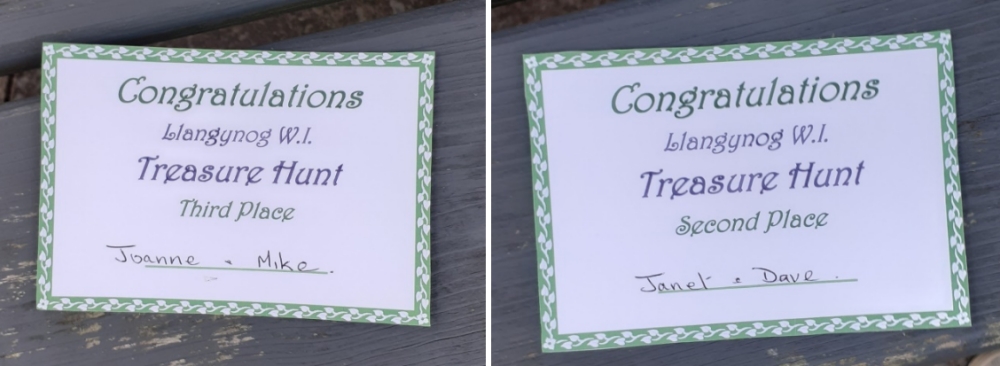 Congratulations
Llangynog W.I.
Treasure Hunt
Third Place
Joanne & Mike.
Congratulations
Llangynog W.I.
Treasure Hunt
Second Place
Janet & Dave.